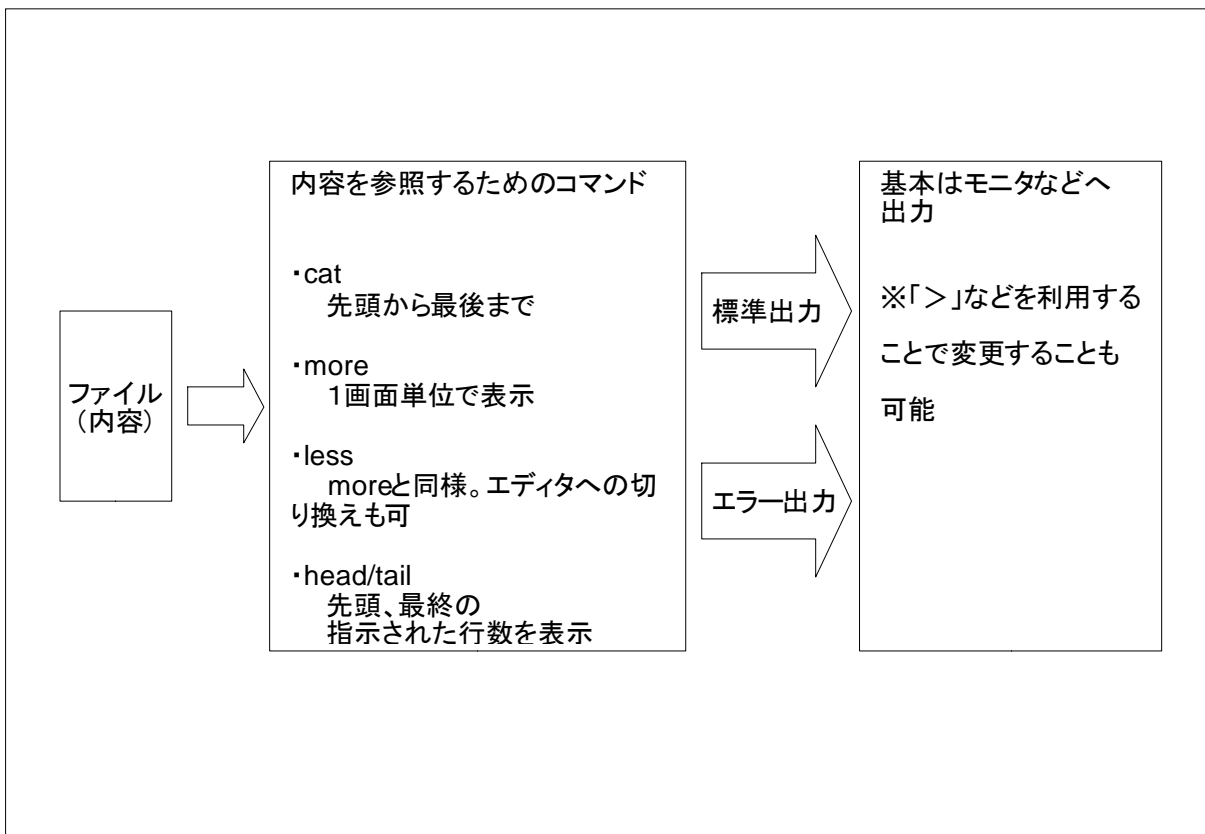 ファイル
(内容)
内容を参照するためのコマンド
・cat
先頭から最後まで
・more
1画面単位で表示
・less
moreと同様。エディタへの切
り換えも可
・head/tail
先頭、最終の
指示された行数を表示
標準出力
エラー出力
基本はモニタなどへ
出力
※「＞」などを利用する
ことで変更することも
可能